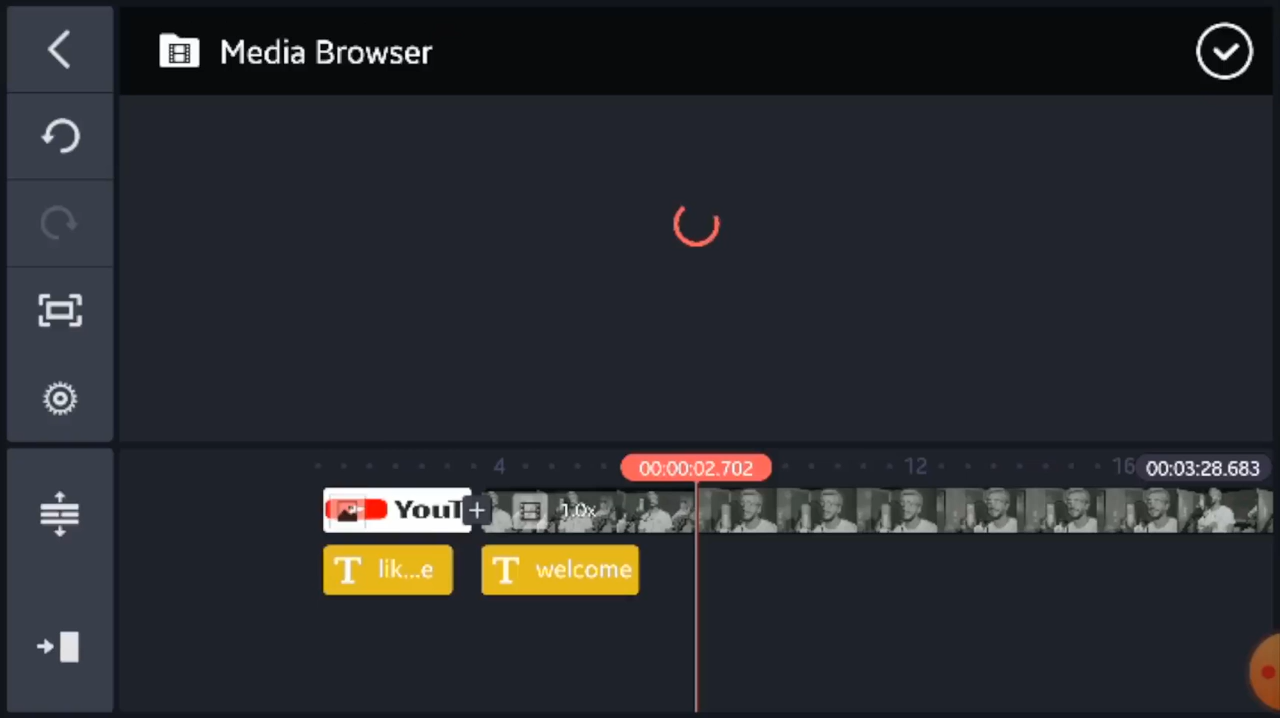 Media Browser
4
00:00:02.702
12
16
00:03:28.683
YouT
1.0x
T lik...e
T welcome